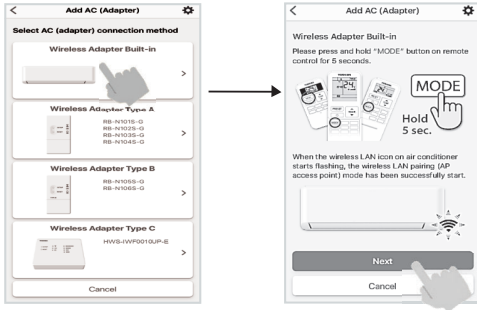 Add AC (Adapter)
Select AC (adapter) connection method
Wireless Adapter Built-in
Wireless Adapter Type A
RB-N101S-G
RB-N102S-G
RB-N103S-G
RB-N104S-G
Wireless Adapter Type B
RB-N105S-G
RB-N106S-G
Wireless Adapter Type C
HWS-IWF0010UP-E
Cancel
Add AC (Adapter)
Wireless Adapter Built-in
Please press and hold "MODE" button on remote
control for 5 seconds.
MODE
Hold
5 sec.
When the wireless LAN icon on air conditioner
starts flashing, the wireless LAN pairing (AP
access point) mode has been successfully start.
Next
Cancel